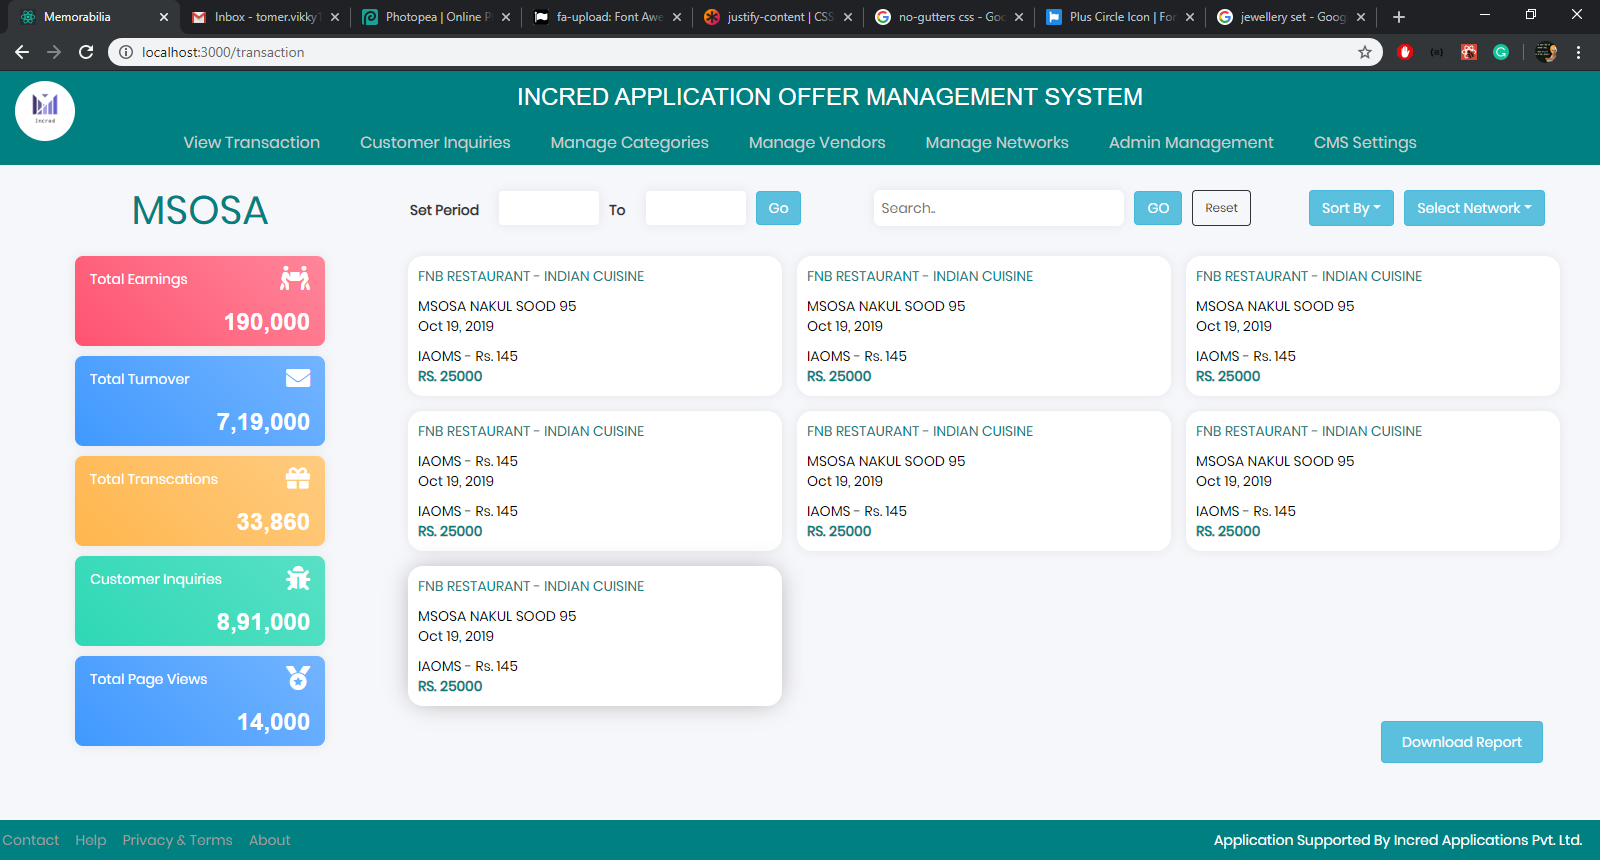 Memorabilia
Inbox - tomer.vikky1
Photopea | Online P
fa-upload: Font Awe
justify-content | CSS
no-gutters css - Goo
Plus Circle Icon | Fon
jewellery set - Goog
localhost:3000/transaction
Incred
INCRED APPLICATION OFFER MANAGEMENT SYSTEM
View Transaction Customer Inquiries Manage Categories Manage Vendors Manage Networks Admin Management CMS Settings
MSOSA
Set Period To Go Search.. GO Reset Sort By Select Network
Total Earnings
190,000
Total Turnover
7,19,000
Total Transcations
33,860
Customer Inquiries
8,91,000
Total Page Views
14,000
FNB RESTAURANT - INDIAN CUISINE
MSOSA NAKUL SOOD 95
Oct 19, 2019
IAOMS - Rs. 145
RS. 25000
FNB RESTAURANT - INDIAN CUISINE
MSOSA NAKUL SOOD 95
Oct 19, 2019
IAOMS - Rs. 145
RS. 25000
FNB RESTAURANT - INDIAN CUISINE
MSOSA NAKUL SOOD 95
Oct 19, 2019
IAOMS - Rs. 145
RS. 25000
FNB RESTAURANT - INDIAN CUISINE
IAOMS - Rs. 145
Oct 19, 2019
IAOMS - Rs. 145
RS. 25000
FNB RESTAURANT - INDIAN CUISINE
MSOSA NAKUL SOOD 95
Oct 19, 2019
IAOMS - Rs. 145
RS. 25000
FNB RESTAURANT - INDIAN CUISINE
MSOSA NAKUL SOOD 95
Oct 19, 2019
IAOMS - Rs. 145
RS. 25000
FNB RESTAURANT - INDIAN CUISINE
MSOSA NAKUL SOOD 95
Oct 19, 2019
IAOMS - Rs. 145
RS. 25000
Download Report
Contact Help Privacy & Terms About
Application Supported By Incred Applications Pvt. Ltd.